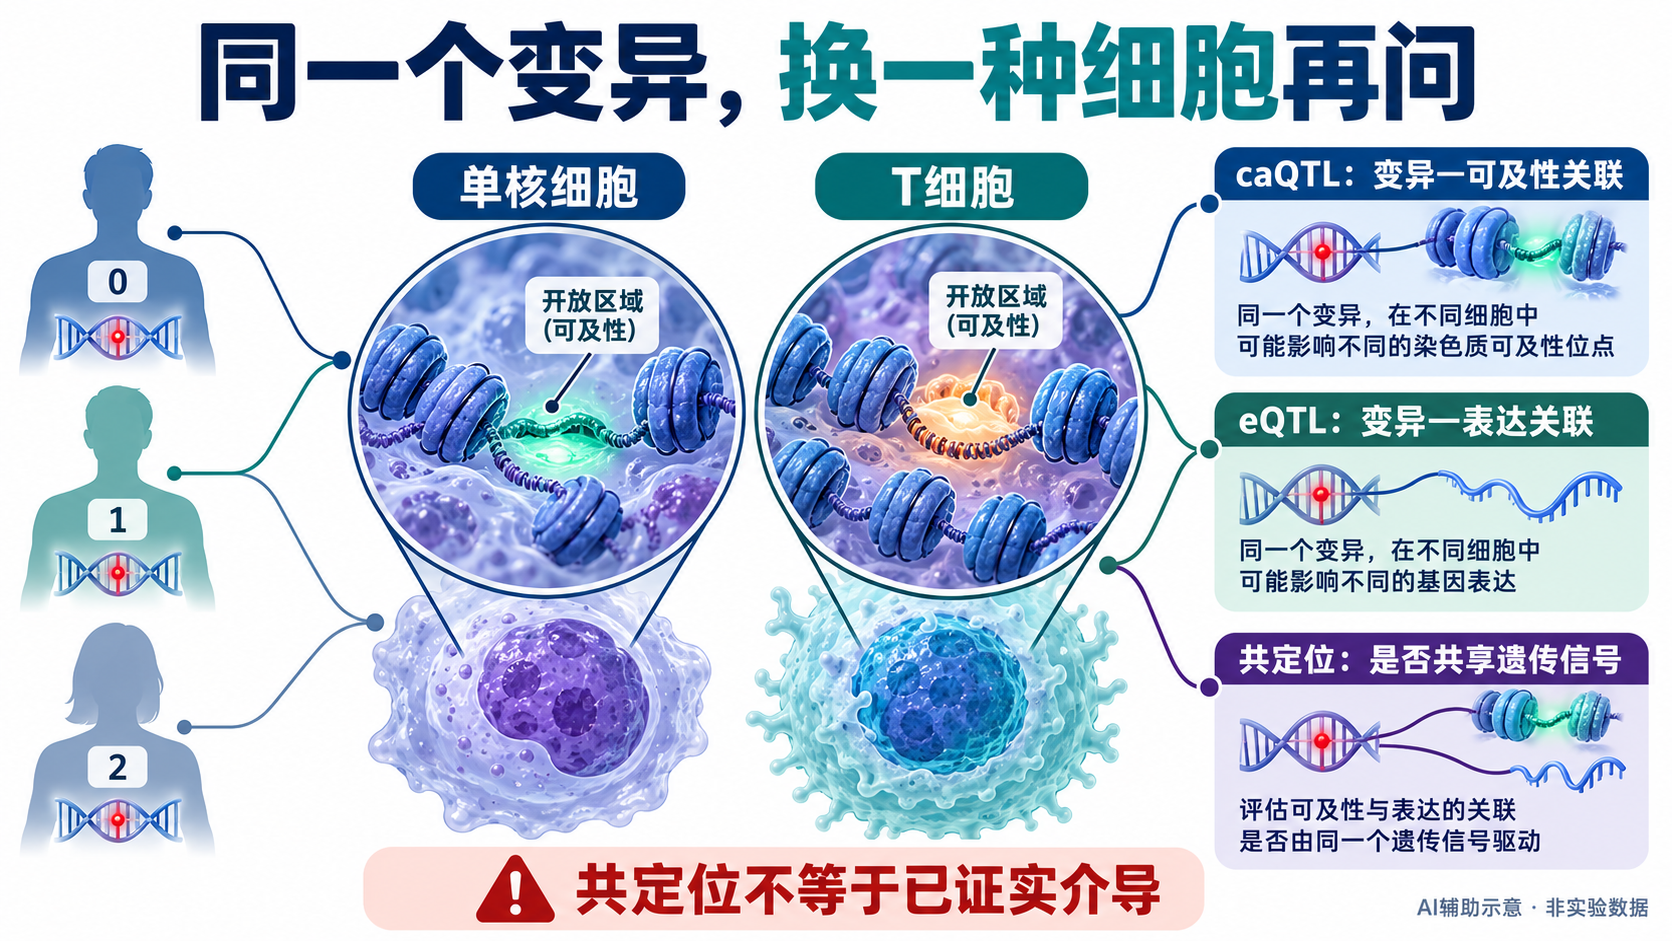 同一个变异，换一种细胞再问
0
1
2
单核细胞
开放区域
(可及性)
T细胞
开放区域
(可及性)
caQTL：变异—可及性关联
同一个变异，在不同细胞中
可能影响不同的染色质可及性位点
eQTL：变异—表达关联
同一个变异，在不同细胞中
可能影响不同的基因表达
共定位：是否共享遗传信号
评估可及性与表达的关联
是否由同一个遗传信号驱动
共定位不等于已证实介导
AI辅助示意 · 非实验数据